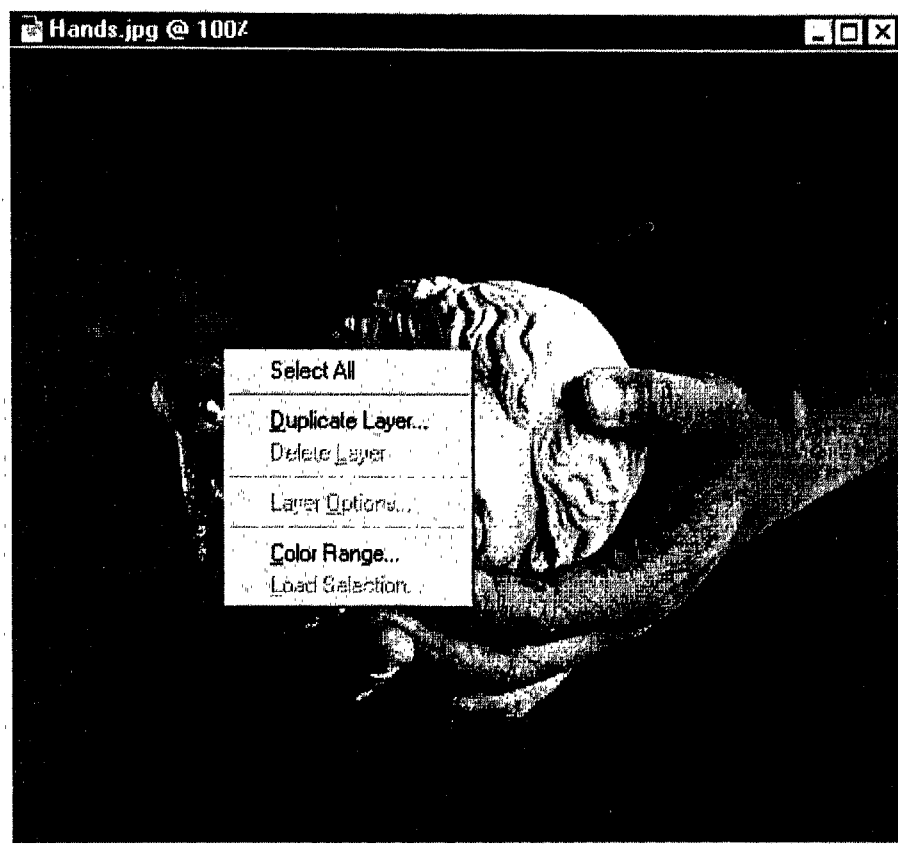 Hands.jpg @ 100%
Select All
Duplicate Layer...
Delete Layer
Layer Options...
Color Range...
Load Selection...